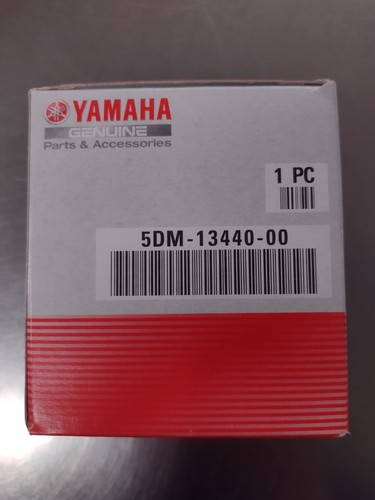 YAMAHA
GENUINE
Parts & Accessories
1 PC
5DM-13440-00